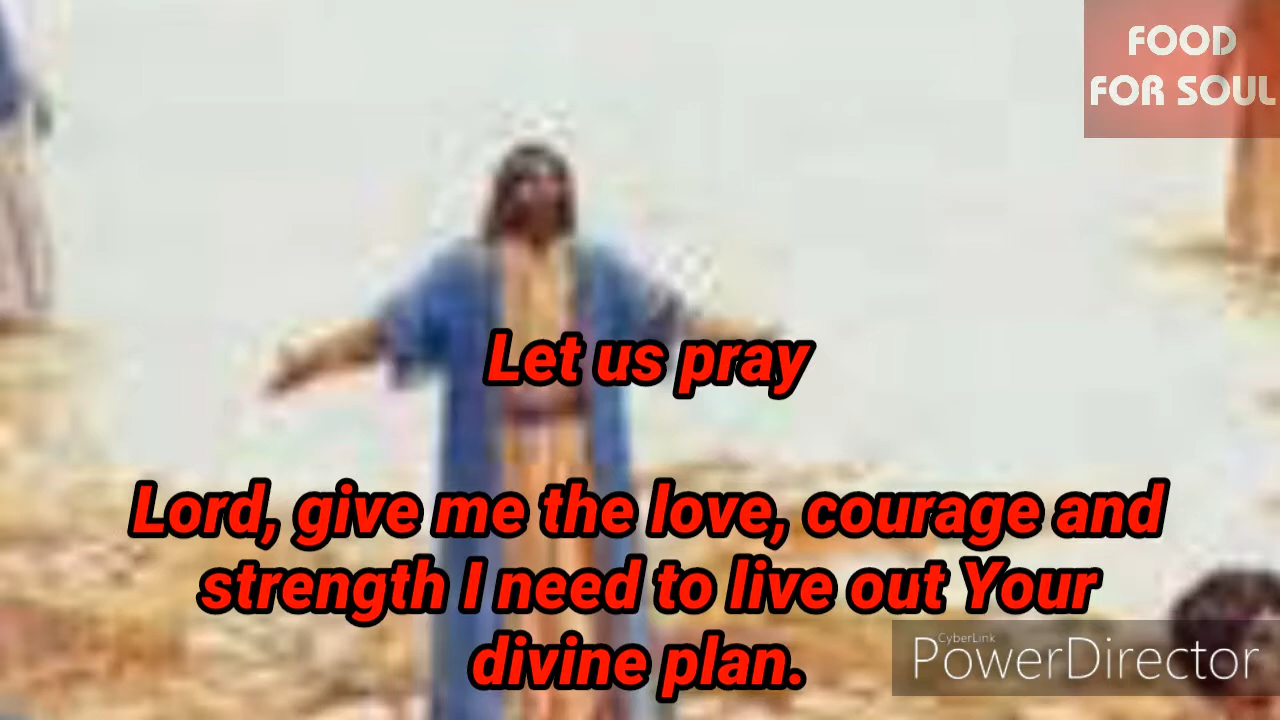 FOOD
FOR SOUL
Let us pray
Lord, give me the love, courage and
strength I need to live out Your
divine plan.
CyberLink
PowerDirector